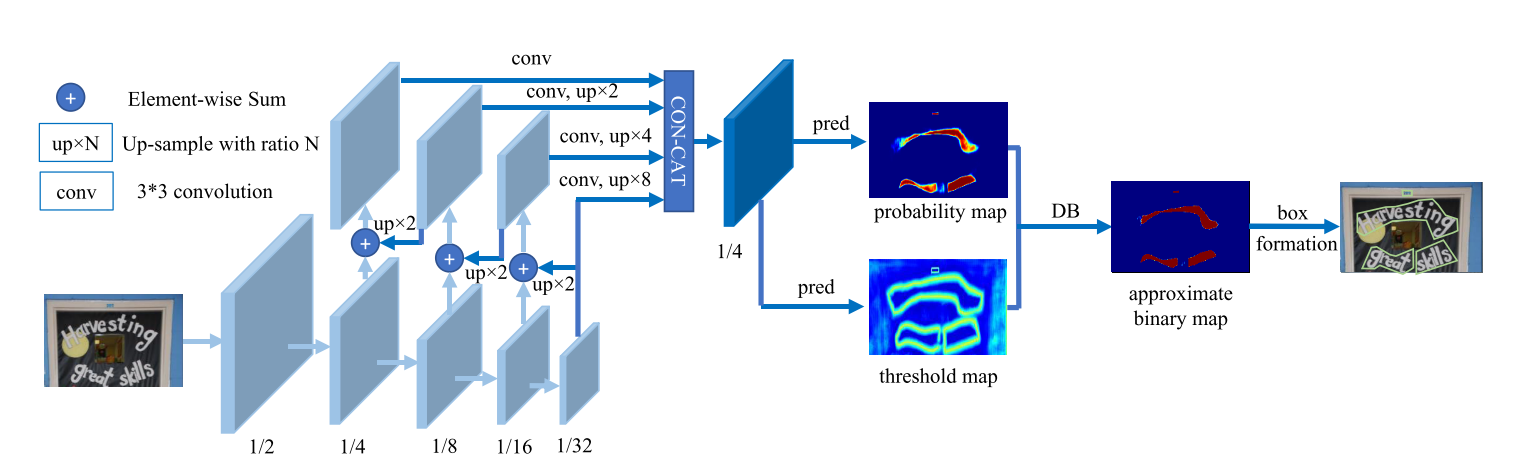 Element-wise Sum
up×N Up-sample with ratio N
conv 3*3 convolution
conv
conv, up×2
conv, up×4
conv, up×8
CON-CAT
up×2
up×2
up×2
Harvesting
great skills
1/2
1/4
1/8
1/16
1/32
1/4
pred
probability map
pred
threshold map
DB
approximate
binary map
box
formation
Harvesting
great skills